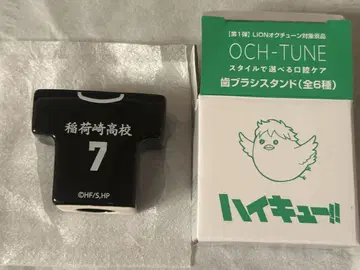 稲荷崎高校
7
©HF/S,HP
【第1弾】LIONオクチューン対象商品
OCH-TUNE
スタイルで選べる口腔ケア
歯ブラシスタンド(全6種)
ハイキュー!!